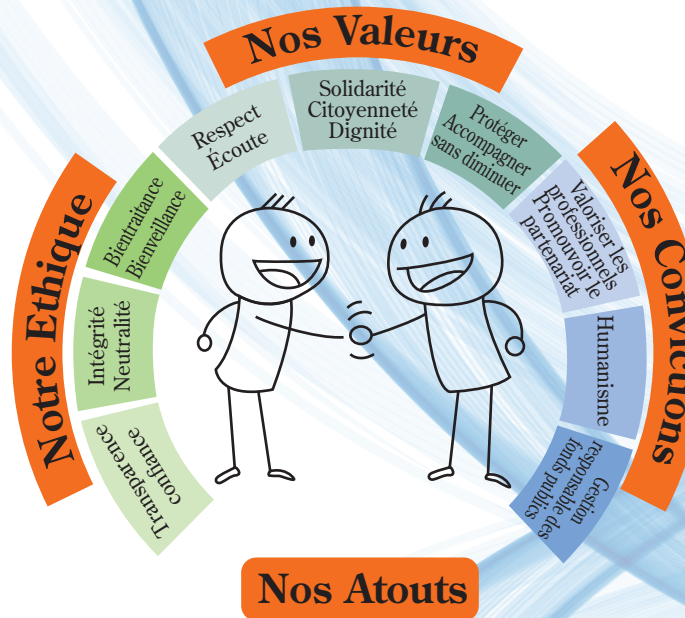 Nos Valeurs
Respect
Écoute
Solidarité
Citoyenneté
Dignité
Protéger
Accompagner
sans diminuer
Notre Ethique
Bientraitance
Bienveillance
Intégrité
Neutralité
Transparence
confiance
Nos Convictions
Valoriser les
professionnels
Promouvoir le
partenariat
Humanisme
Gestion
responsable des
fonds publics
Nos Atouts